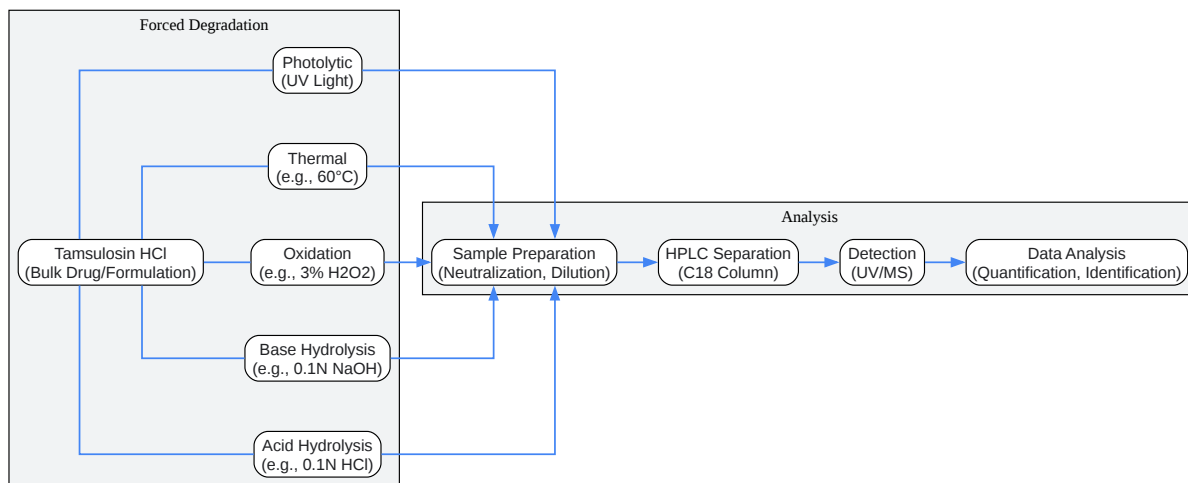 Forced Degradation
Photolytic
(UV Light)
Thermal
(e.g., 60°C)
Tamsulosin HCl
(Bulk Drug/Formulation)
Oxidation
(e.g., 3% H2O2)
Base Hydrolysis
(e.g., 0.1N NaOH)
Acid Hydrolysis
(e.g., 0.1N HCl)
Analysis
Sample Preparation
(Neutralization, Dilution)
HPLC Separation
(C18 Column)
Detection
(UV/MS)
Data Analysis
(Quantification, Identification)